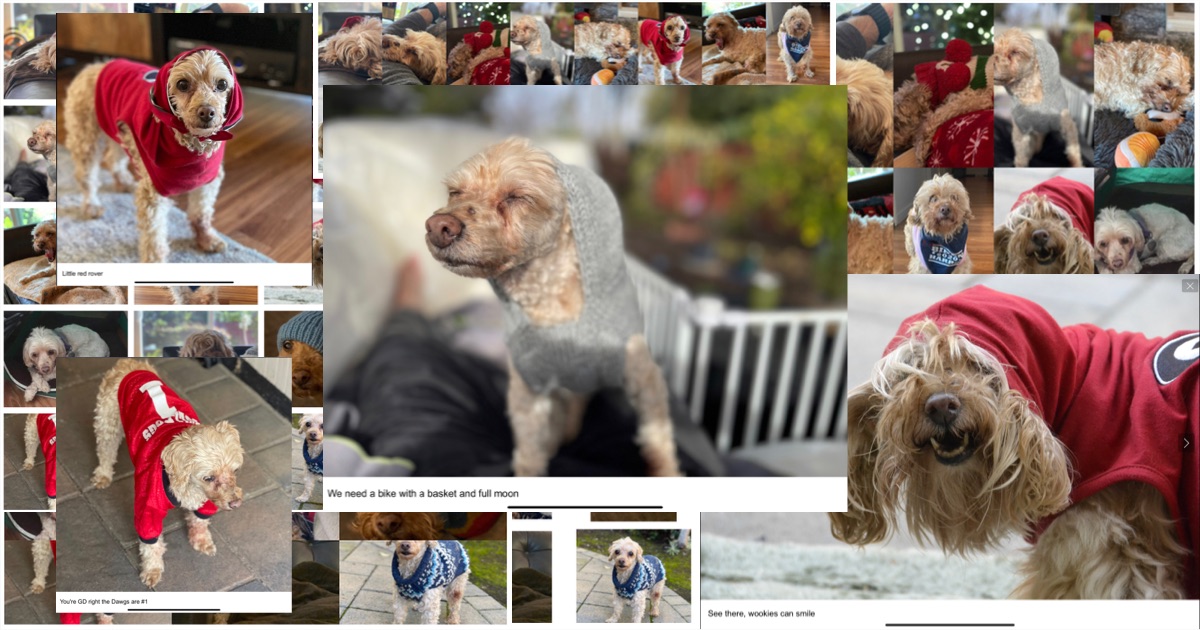 Little red rover
We need a bike with a basket and full moon
You're GD right the Dawgs are #1
See there, wookies can smile